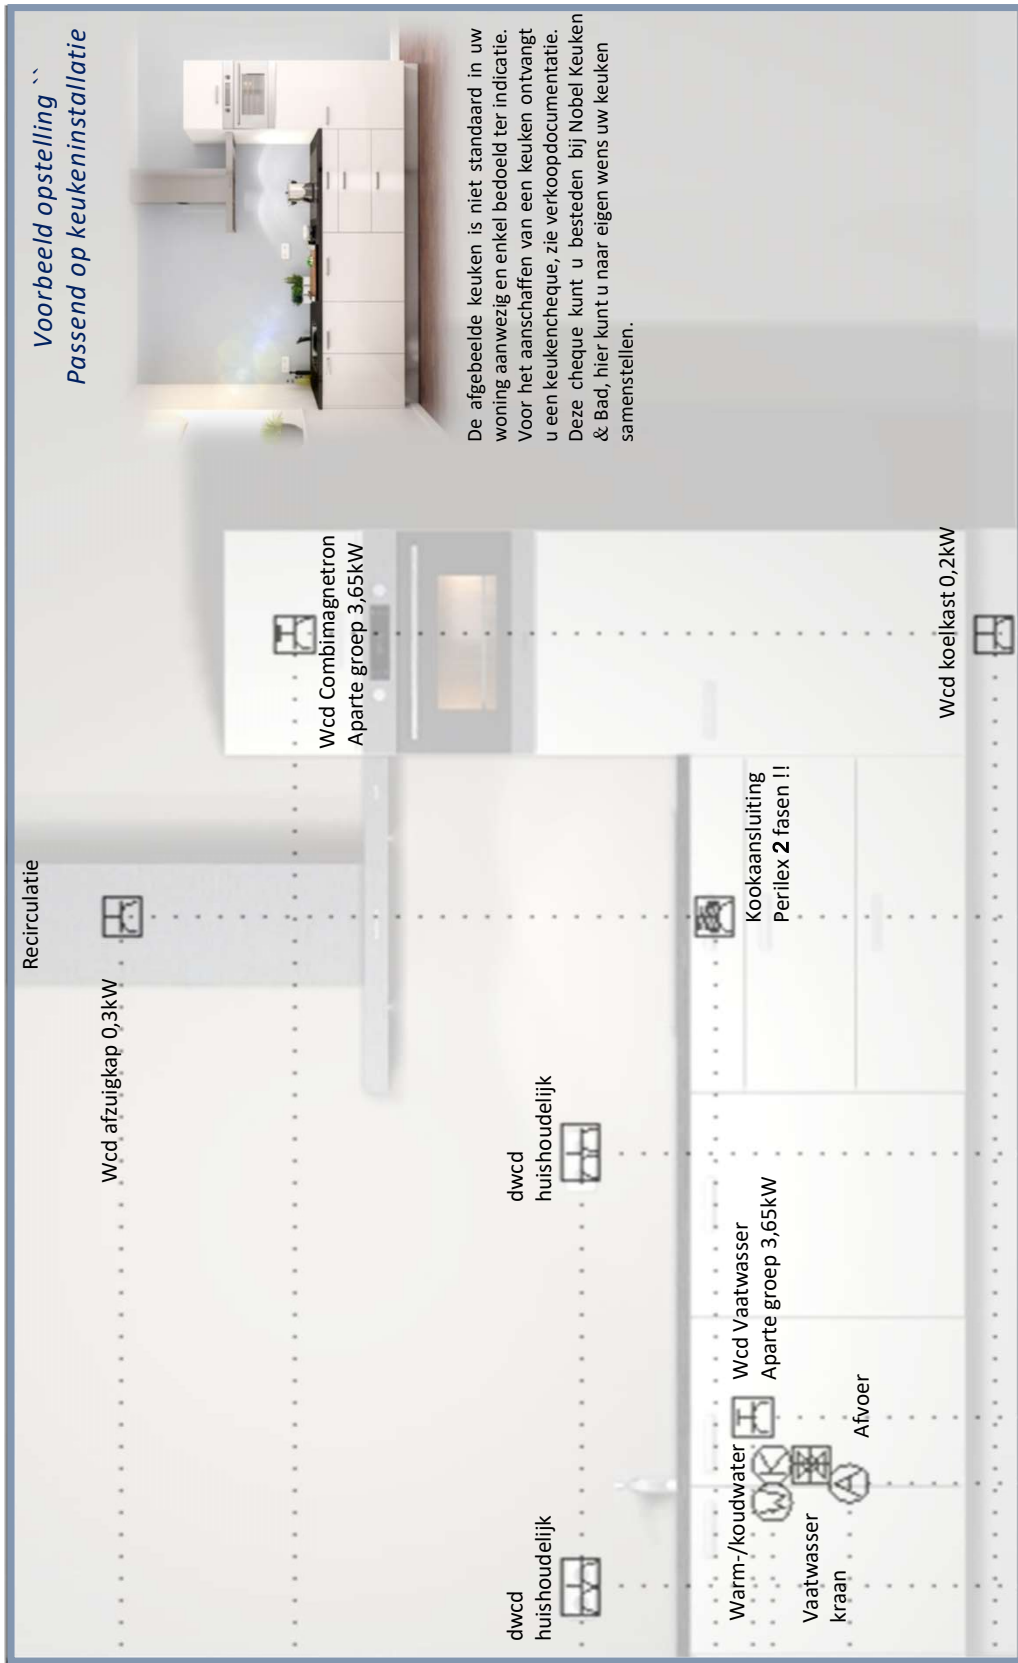 Voorbeeld opstelling ``
Passend op keukeninstallatie
De afgebeelde keuken is niet standaard in uw
woning aanwezig en enkel bedoeld ter indicatie.
Voor het aanschaffen van een keuken ontvangt
u een keukencheque, zie verkoopdocumentatie.
Deze cheque kunt u besteden bij Nobel Keuken
& Bad, hier kunt u naar eigen wens uw keuken
samenstellen.
Recirculatie
Wcd afzuigkap 0,3kW
Wcd Combimagnetron
Aparte groep 3,65kW
dwcd
huishoudelijk
dwcd
huishoudelijk
Kookaansluiting
Perilex 2 fasen !!
Wcd Vaatwasser
Aparte groep 3,65kW
Warm-/koudwater
W
K
A
Vaatwasser
kraan
Afvoer
Wcd koelkast 0,2kW